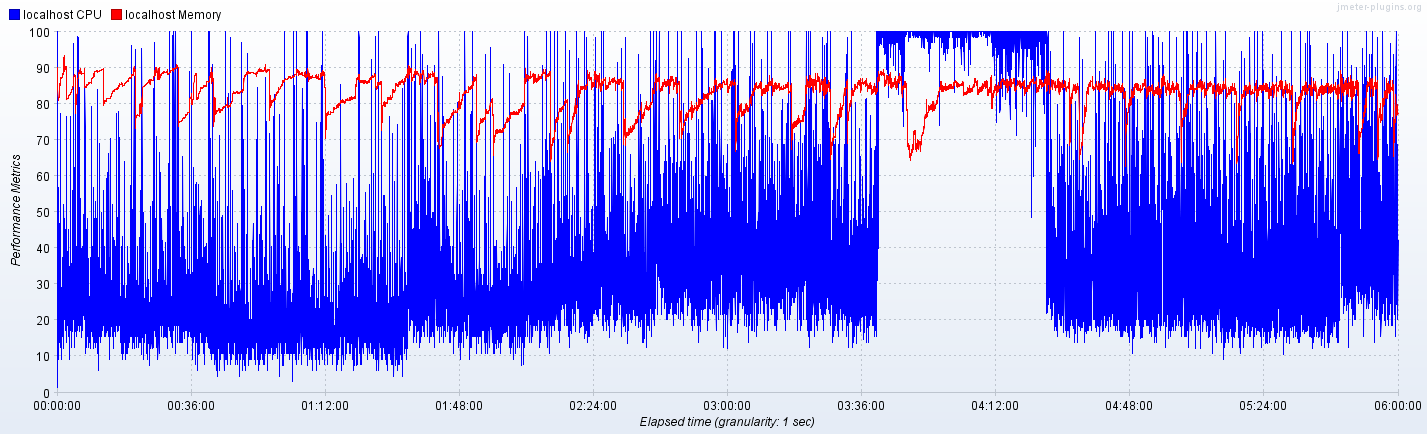 localhost CPU localhost Memory
jmeter-plugins.org
100
90
80
70
60
50
40
30
20
10
0
Performance Metrics
00:00:00 00:36:00 01:12:00 01:48:00 02:24:00 03:00:00 03:36:00 04:12:00 04:48:00 05:24:00 06:00:00
Elapsed time (granularity: 1 sec)